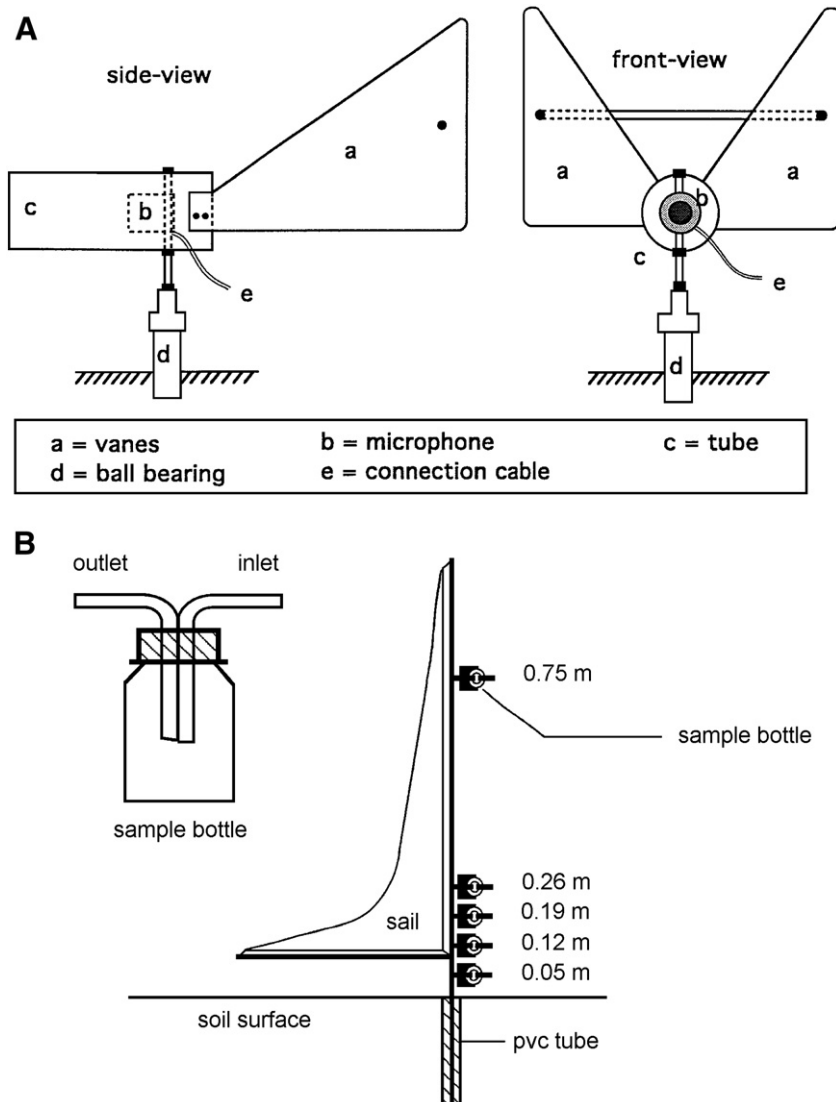 A
side-view
front-view
a
c
b
e
d
a
a
b
c
e
d
a = vanes b = microphone c = tube
d = ball bearing e = connection cable
B
outlet inlet
sample bottle
0.75 m
sample bottle
0.26 m
0.19 m
0.12 m
0.05 m
sail
soil surface
pvc tube